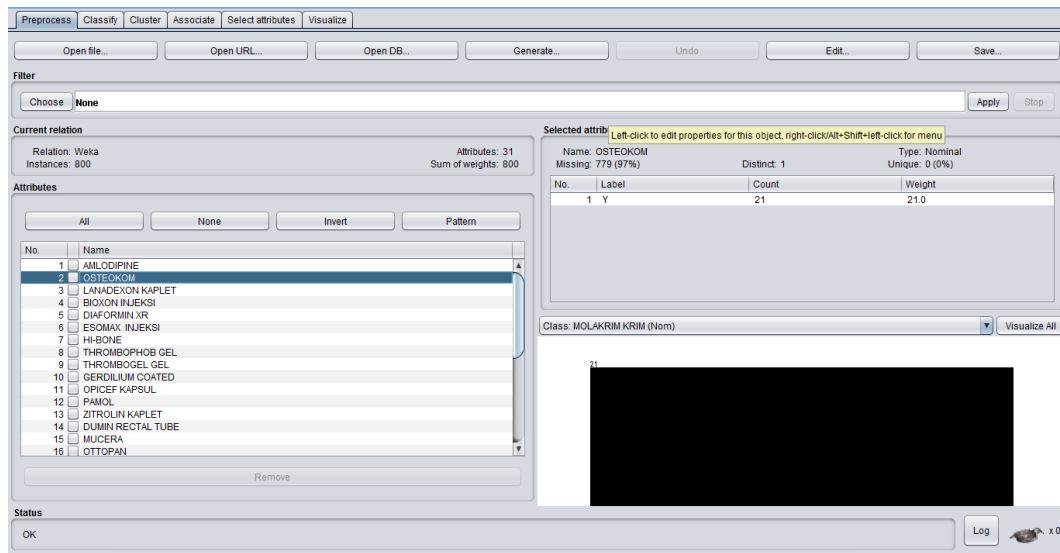 Preprocess Classify Cluster Associate Select attributes Visualize
Open file... Open URL... Open DB... Generate... Undo Edit... Save...
Filter
Choose None Apply Stop
Current relation
Relation: Weka Attributes: 31
Instances: 800 Sum of weights: 800
Attributes
All None Invert Pattern
No. Name
1 AMLODIPINE
2 OSTEOKOM
3 LANADEXON KAPLET
4 BIOXON INJEKSI
5 DIAFORMIN XR
6 ESOMAX INJEKSI
7 HI-BONE
8 THROMBOPHOB GEL
9 THROMBOGEL GEL
10 GERDILIUM COATED
11 OPICEF KAPSUL
12 PAMOL
13 ZITROLIN KAPLET
14 DUMIN RECTAL TUBE
15 MUCERA
16 OTTOPAN
Remove
Selected attrib
Left-click to edit properties for this object, right-click/Alt+Shift+left-click for menu
Name: OSTEOKOM Type: Nominal
Missing: 779 (97%) Distinct: 1 Unique: 0 (0%)
No. Label Count Weight
1 Y 21 21.0
Class: MOLAKRIM KRIM (Nom) Visualize All
21
Status
OK Log x 0